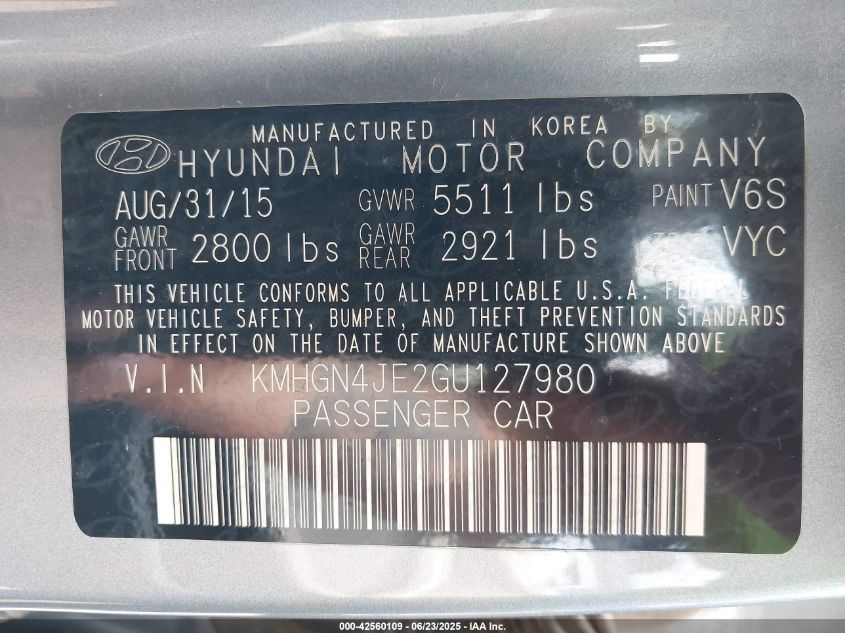 MANUFACTURED IN KOREA BY
HYUNDAI MOTOR COMPANY
AUG/31/15 GVWR 5511 lbs PAINT V6S
GAWR FRONT 2800 lbs GAWR REAR 2921 lbs VYC
THIS VEHICLE CONFORMS TO ALL APPLICABLE U.S.A. FEDERAL
MOTOR VEHICLE SAFETY, BUMPER, AND THEFT PREVENTION STANDARDS
IN EFFECT ON THE DATE OF MANUFACTURE SHOWN ABOVE
V.I.N KMHGN4JE2GU127980
PASSENGER CAR
000-42560109 - 06/23/2025 - IAA Inc.